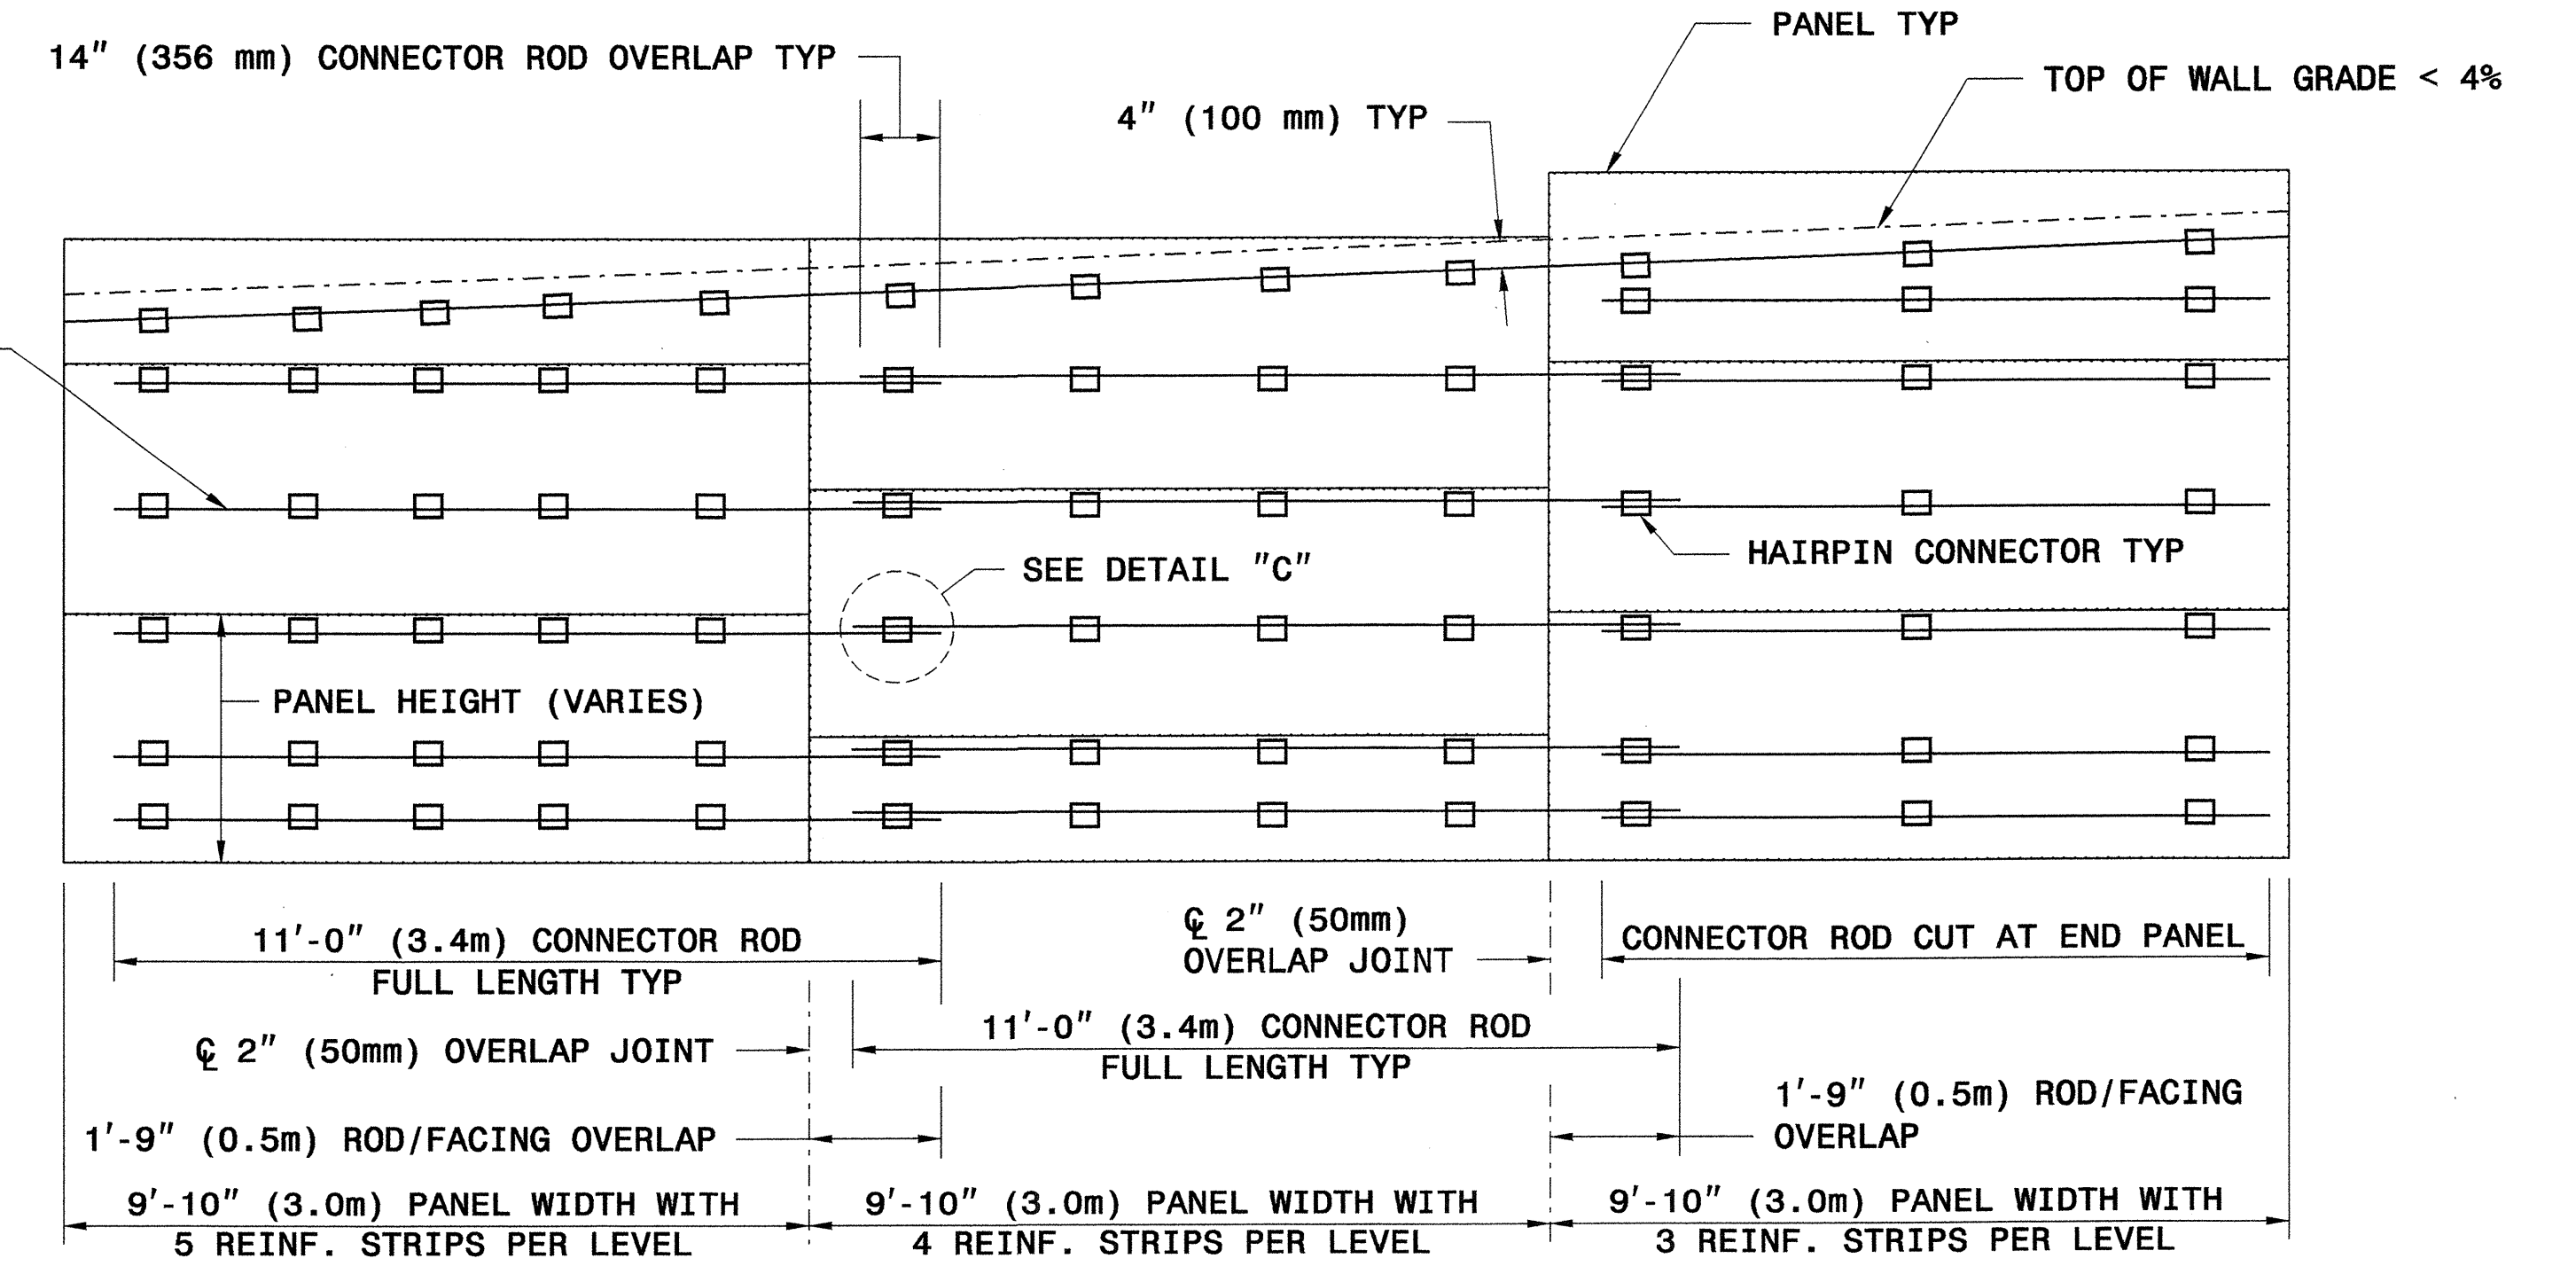 PANEL TYP
14" (356 mm) CONNECTOR ROD OVERLAP TYP
TOP OF WALL GRADE < 4%
4" (100 mm) TYP
HAIRPIN CONNECTOR TYP
SEE DETAIL "C"
PANEL HEIGHT (VARIES)
11'-0" (3.4m) CONNECTOR ROD
FULL LENGTH TYP
℄ 2" (50mm)
OVERLAP JOINT
CONNECTOR ROD CUT AT END PANEL
11'-0" (3.4m) CONNECTOR ROD
FULL LENGTH TYP
℄ 2" (50mm) OVERLAP JOINT
1'-9" (0.5m) ROD/FACING
OVERLAP
1'-9" (0.5m) ROD/FACING OVERLAP
9'-10" (3.0m) PANEL WIDTH WITH
5 REINF. STRIPS PER LEVEL
9'-10" (3.0m) PANEL WIDTH WITH
4 REINF. STRIPS PER LEVEL
9'-10" (3.0m) PANEL WIDTH WITH
3 REINF. STRIPS PER LEVEL